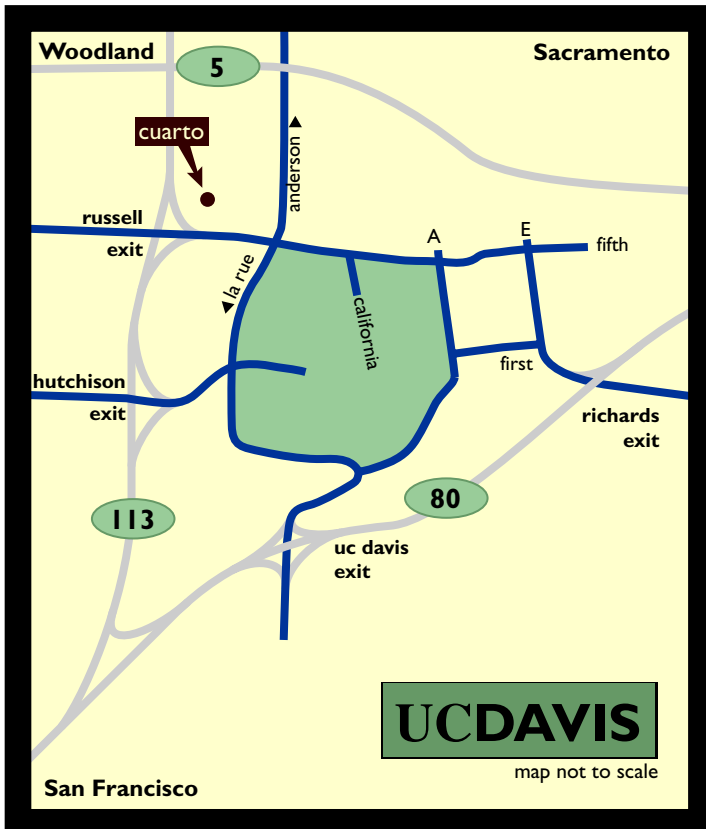 Woodland
Sacramento
5
cuarto
anderson
russell
exit
A
E
fifth
la rue
california
hutchison
exit
first
richards
exit
80
113
uc davis
exit
UCDAVIS
map not to scale
San Francisco